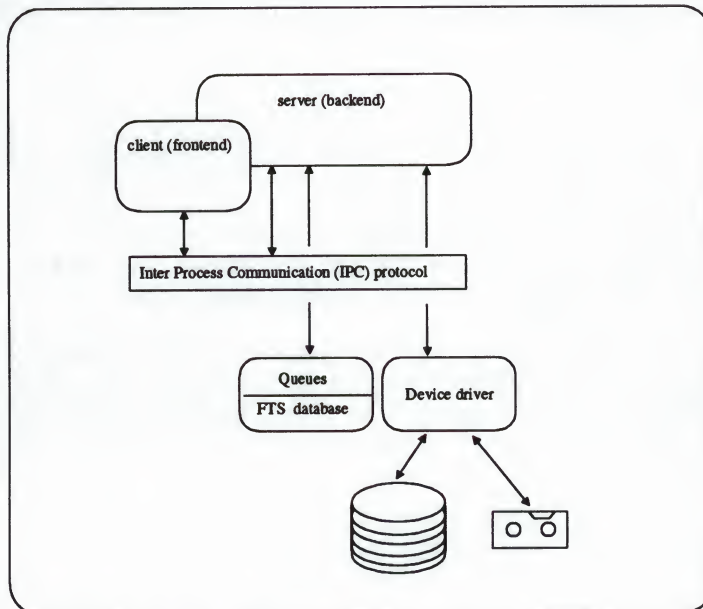 server (backend)
client (frontend)
Inter Process Communication (IPC) protocol
Queues
FTS database
Device driver